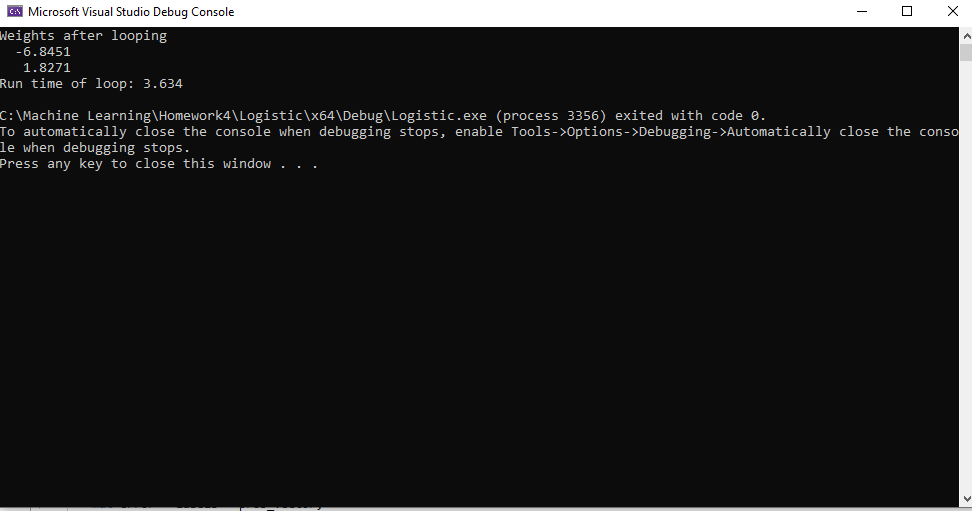 Microsoft Visual Studio Debug Console
Weights after looping
-6.8451
1.8271
Run time of loop: 3.634
C:\Machine Learning\Homework4\Logistic\x64\Debug\Logistic.exe (process 3356) exited with code 0.
To automatically close the console when debugging stops, enable Tools->Options->Debugging->Automatically close the conso
le when debugging stops.
Press any key to close this window . . .